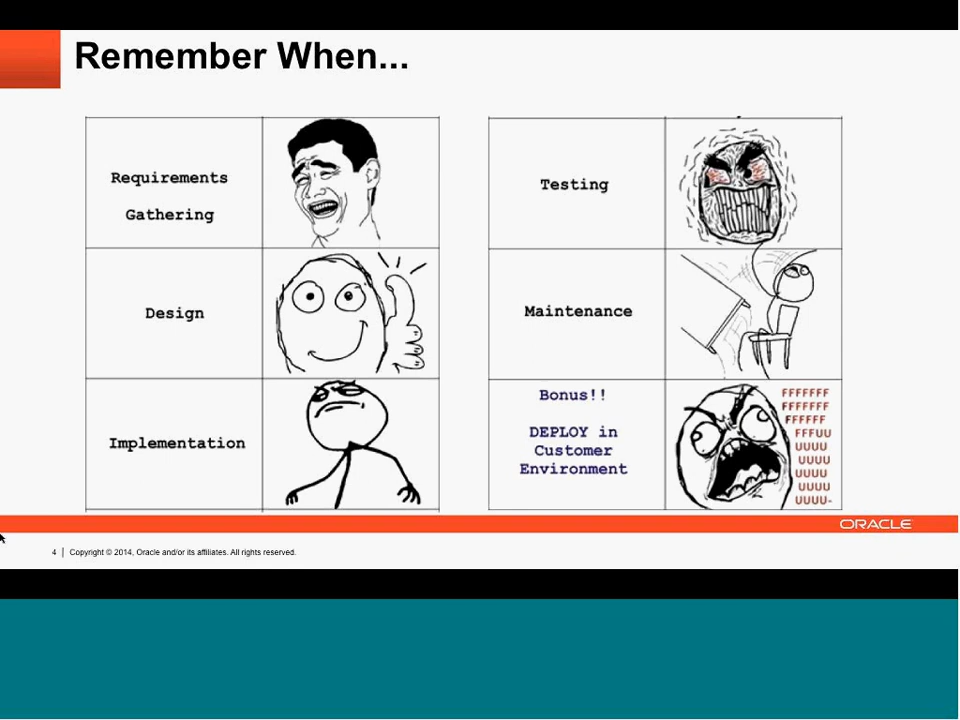 Remember When...
Requirements
Gathering
Design
Implementation
Testing
Maintenance
Bonus!!
DEPLOY in
Customer
Environment
FFFFFFF
FFFFFFF
FFFFFF
FFFUU
UUUU
UUUU
UUUU
UUUU
UUUU-
ORACLE
4 | Copyright © 2014, Oracle and/or its affiliates. All rights reserved.